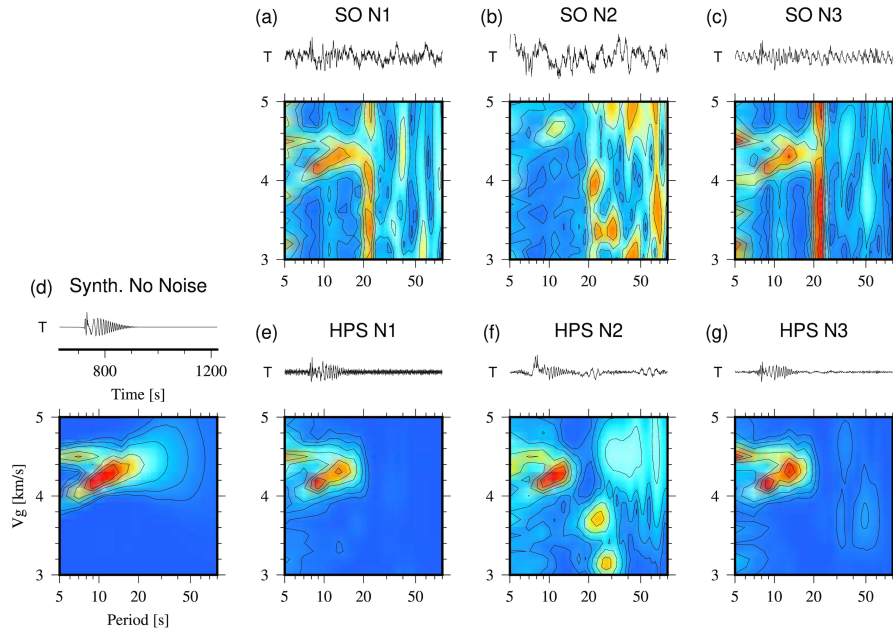 (a) SO N1 (b) SO N2 (c) SO N3
T T T
5 5 5
4 4 4
3 3 3
5 10 20 50 5 10 20 50 5 10 20 50
(d) Synth. No Noise
T
800 1200
Time [s]
(e) HPS N1 (f) HPS N2 (g) HPS N3
T T T
5 5 5 5
Vg [km/s]
4 4 4 4
3 3 3 3
5 10 20 50 5 10 20 50 5 10 20 50 5 10 20 50
Period [s]